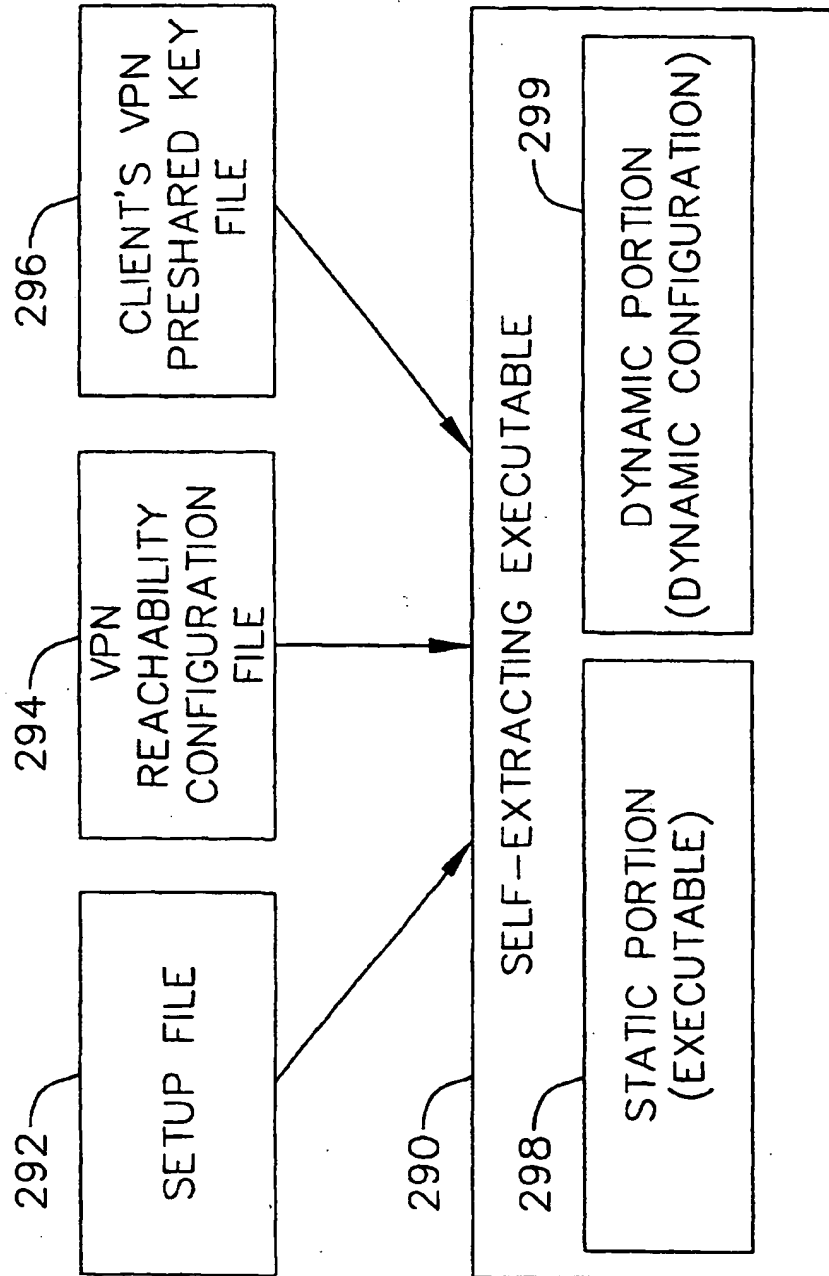 292
SETUP FILE
294
VPN
REACHABILITY
CONFIGURATION
FILE
296
CLIENT'S VPN
PRESHARED KEY
FILE
290
SELF-EXTRACTING EXECUTABLE
298
STATIC PORTION
(EXECUTABLE)
299
DYNAMIC PORTION
(DYNAMIC CONFIGURATION)